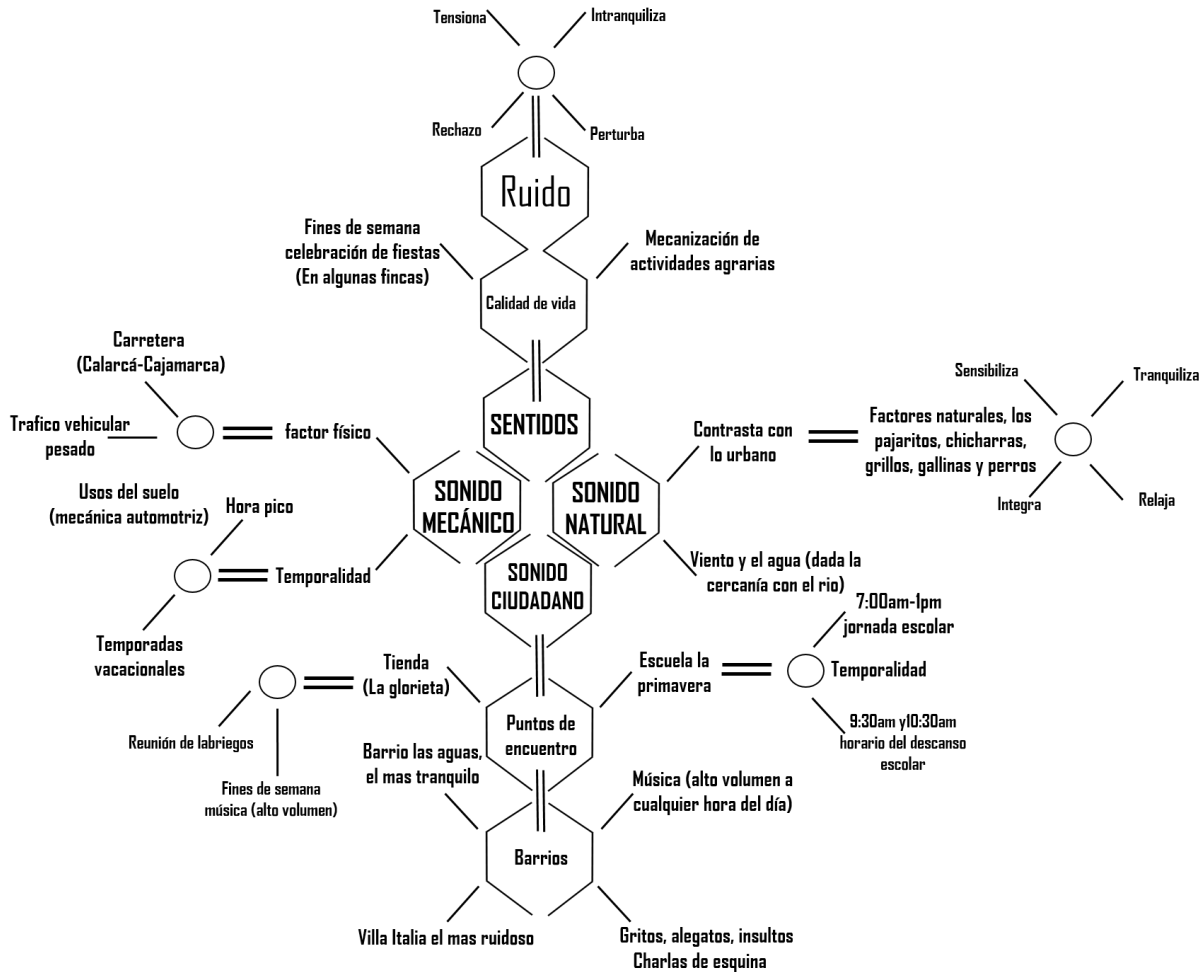 Tensiona
Intranquiliza
Rechazo
Perturba
Ruido
Fines de semana
celebración de fiestas
(En algunas fincas)
Mecanización de
actividades agrarias
Calidad de vida
Carretera
(Calarcá-Cajamarca)
Trafico vehicular
pesado
factor físico
SENTIDOS
Contrasta con
lo urbano
Factores naturales, los
pajaritos, chicharras,
grillos, gallinas y perros
Sensibiliza
Tranquiliza
Integra
Relaja
Usos del suelo
(mecánica automotriz)
Hora pico
SONIDO
MECÁNICO
SONIDO
NATURAL
Temporalidad
Temporadas
vacacionales
SONIDO
CIUDADANO
Viento y el agua (dada la
cercanía con el rio)
7:00am-1pm
jornada escolar
Tienda
(La glorieta)
Escuela la
primavera
Temporalidad
9:30am y10:30am
horario del descanso
escolar
Reunión de labriegos
Fines de semana
música (alto volumen)
Puntos de
encuentro
Barrio las aguas,
el mas tranquilo
Música (alto volumen a
cualquier hora del día)
Barrios
Villa Italia el mas ruidoso
Gritos, alegatos, insultos
Charlas de esquina